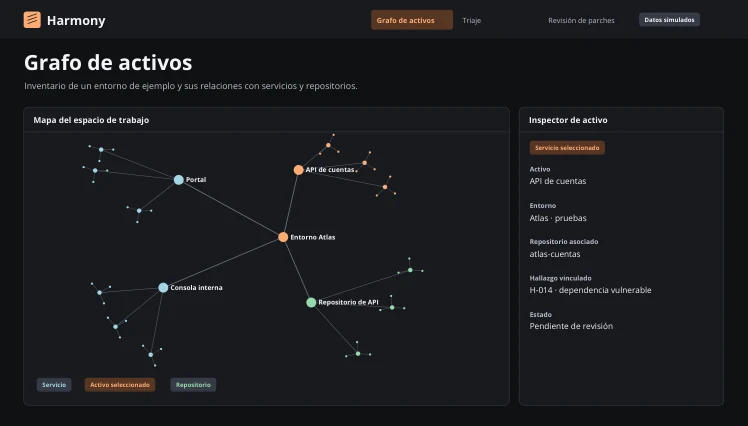 Harmony
Grafo de activos
Triaje
Revisión de parches
Datos simulados
Grafo de activos
Inventario de un entorno de ejemplo y sus relaciones con servicios y repositorios.
Mapa del espacio de trabajo
Portal
API de cuentas
Entorno Atlas
Consola interna
Repositorio de API
Servicio
Activo seleccionado
Repositorio
Inspector de activo
Servicio seleccionado
Activo
API de cuentas
Entorno
Atlas · pruebas
Repositorio asociado
atlas-cuentas
Hallazgo vinculado
H-014 · dependencia vulnerable
Estado
Pendiente de revisión